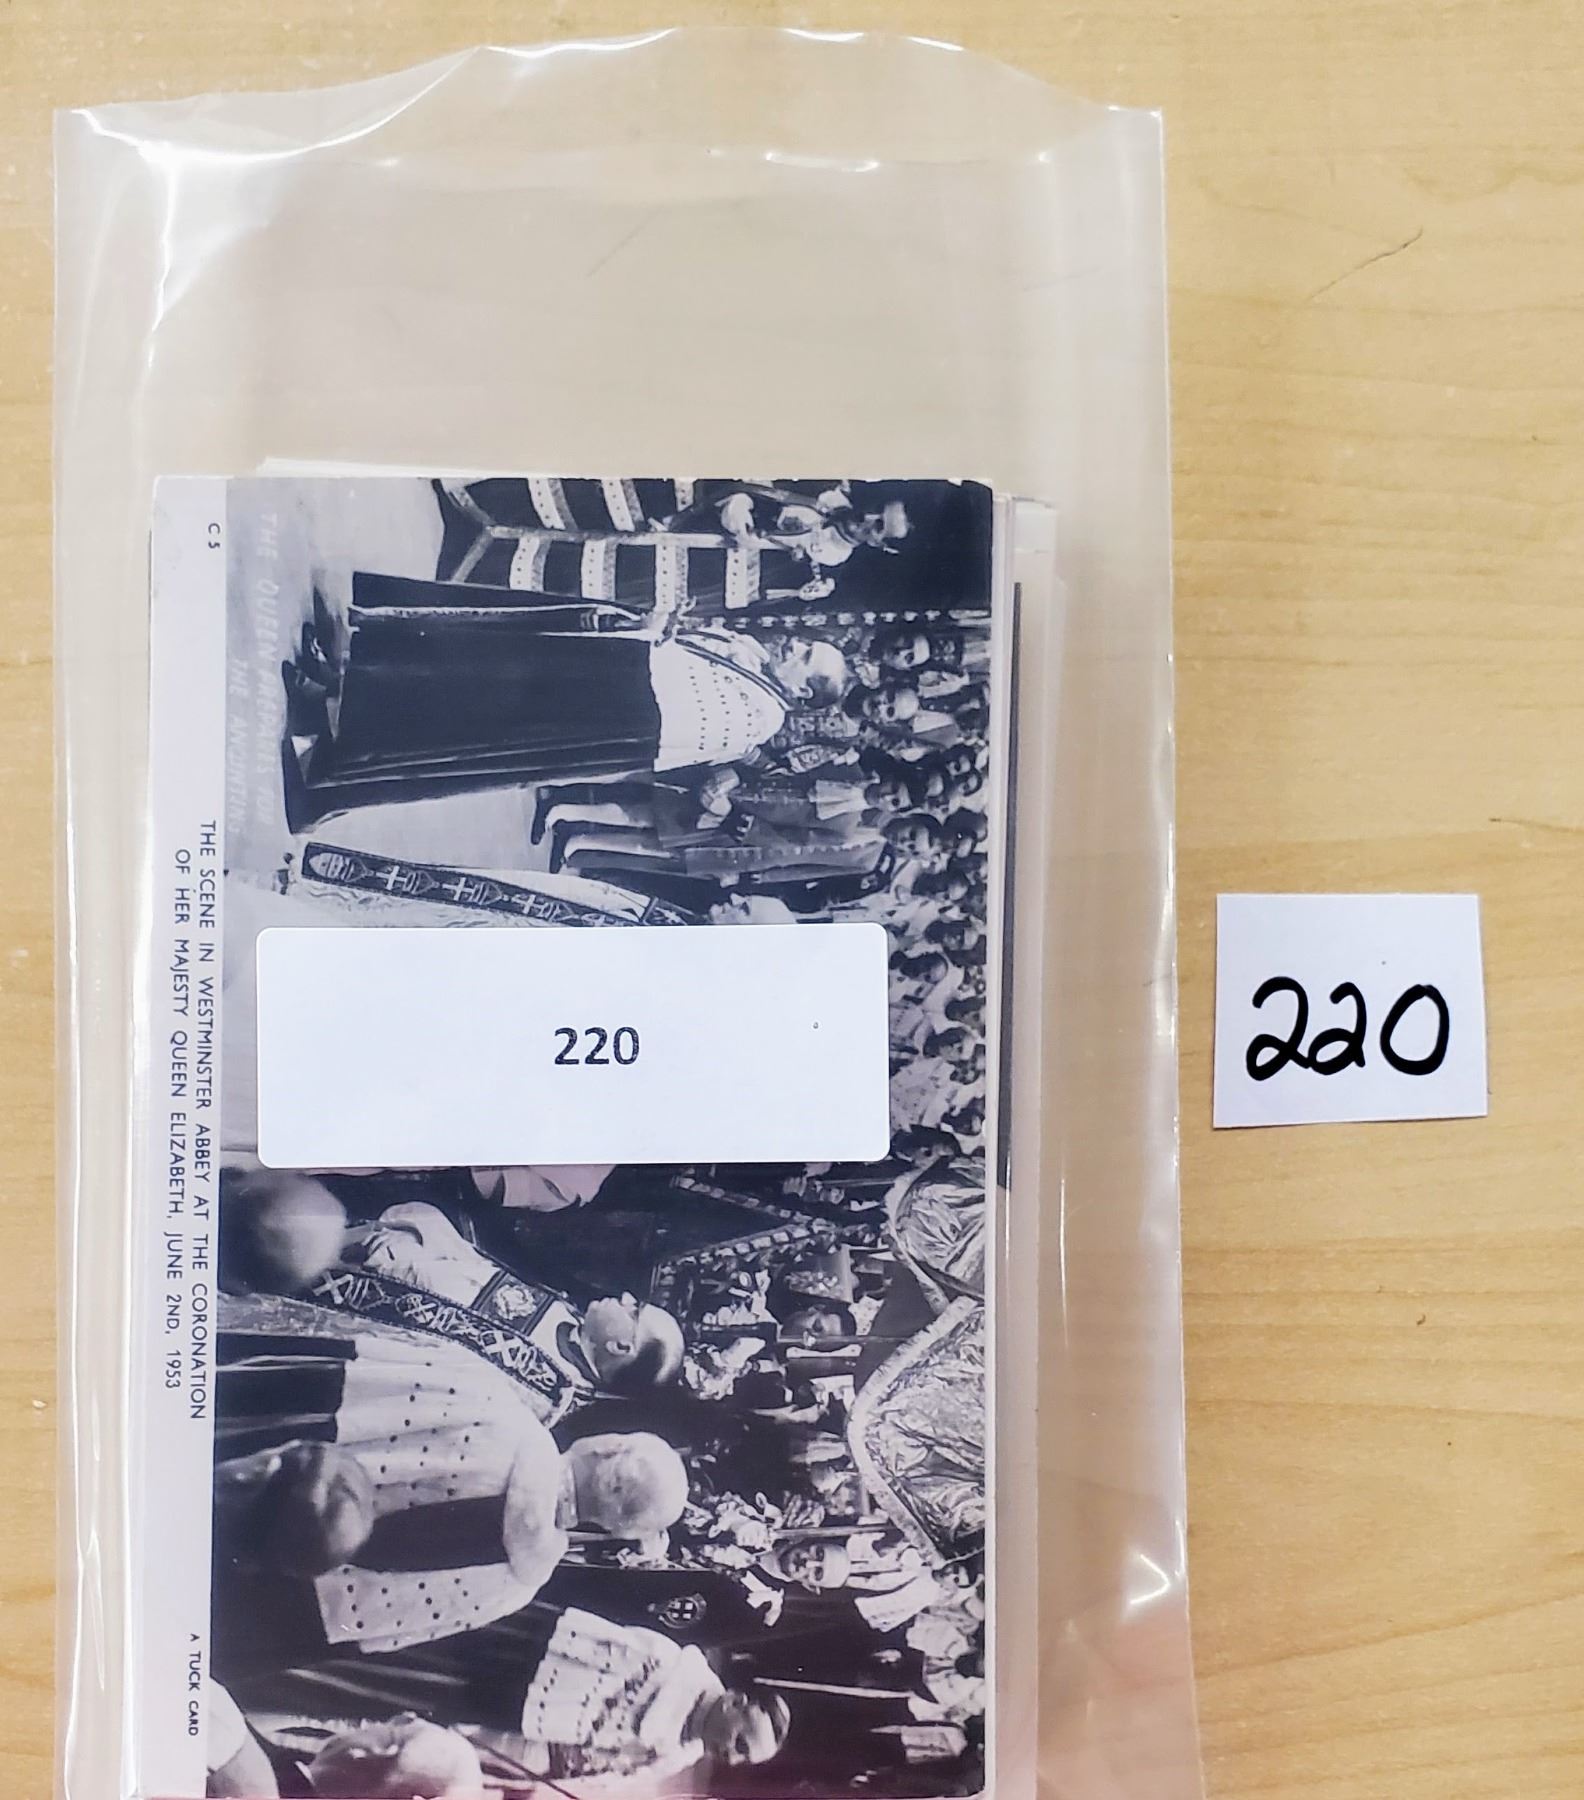 C 5
THE QUEEN PREPARES FOR
THE ANOINTING
THE SCENE IN WESTMINSTER ABBEY AT THE CORONATION
OF HER MAJESTY QUEEN ELIZABETH, JUNE 2ND, 1953
A TUCK CARD
220
220